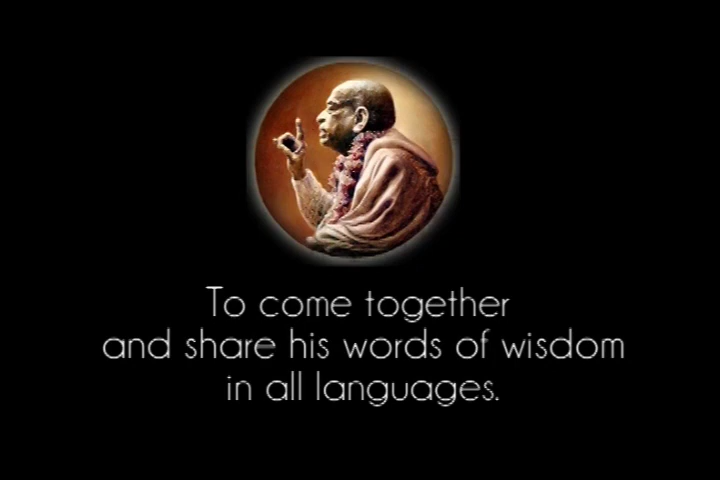 To come together
and share his words of wisdom
in all languages.